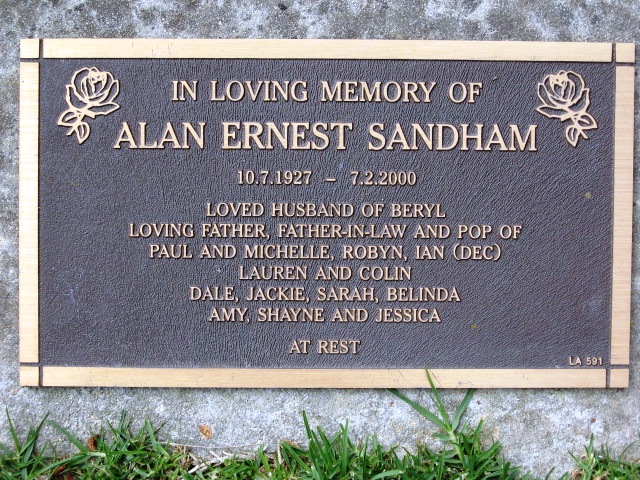 IN LOVING MEMORY OF
ALAN ERNEST SANDHAM
10.7.1927 – 7.2.2000
LOVED HUSBAND OF BERYL
LOVING FATHER, FATHER-IN-LAW AND POP OF
PAUL AND MICHELLE, ROBYN, IAN (DEC)
LAUREN AND COLIN
DALE, JACKIE, SARAH, BELINDA
AMY, SHAYNE AND JESSICA
AT REST
LA 591